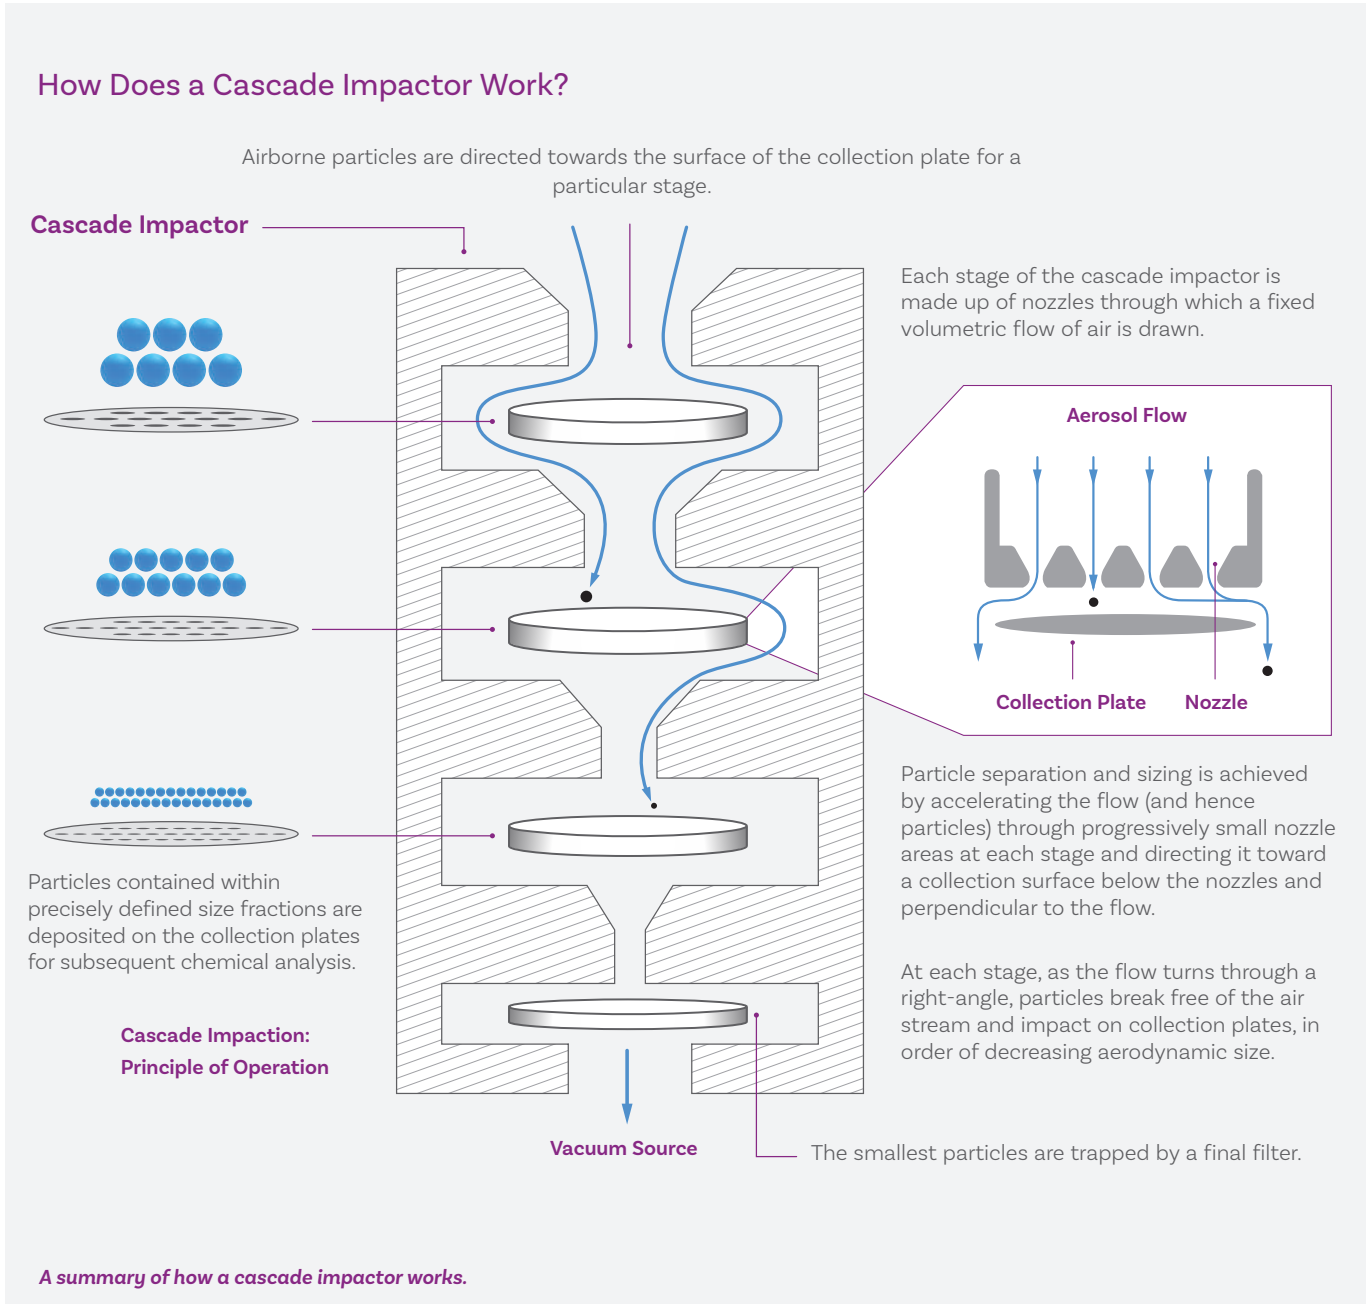 How Does a Cascade Impactor Work?
Airborne particles are directed towards the surface of the collection plate for a
particular stage.
Cascade Impactor
Each stage of the cascade impactor is
made up of nozzles through which a fixed
volumetric flow of air is drawn.
Aerosol Flow
Collection Plate
Nozzle
Particle separation and sizing is achieved
by accelerating the flow (and hence
particles) through progressively small nozzle
areas at each stage and directing it toward
a collection surface below the nozzles and
perpendicular to the flow.
Particles contained within
precisely defined size fractions are
deposited on the collection plates
for subsequent chemical analysis.
At each stage, as the flow turns through a
right-angle, particles break free of the air
stream and impact on collection plates, in
order of decreasing aerodynamic size.
Cascade Impaction:
Principle of Operation
Vacuum Source
The smallest particles are trapped by a final filter.
A summary of how a cascade impactor works.